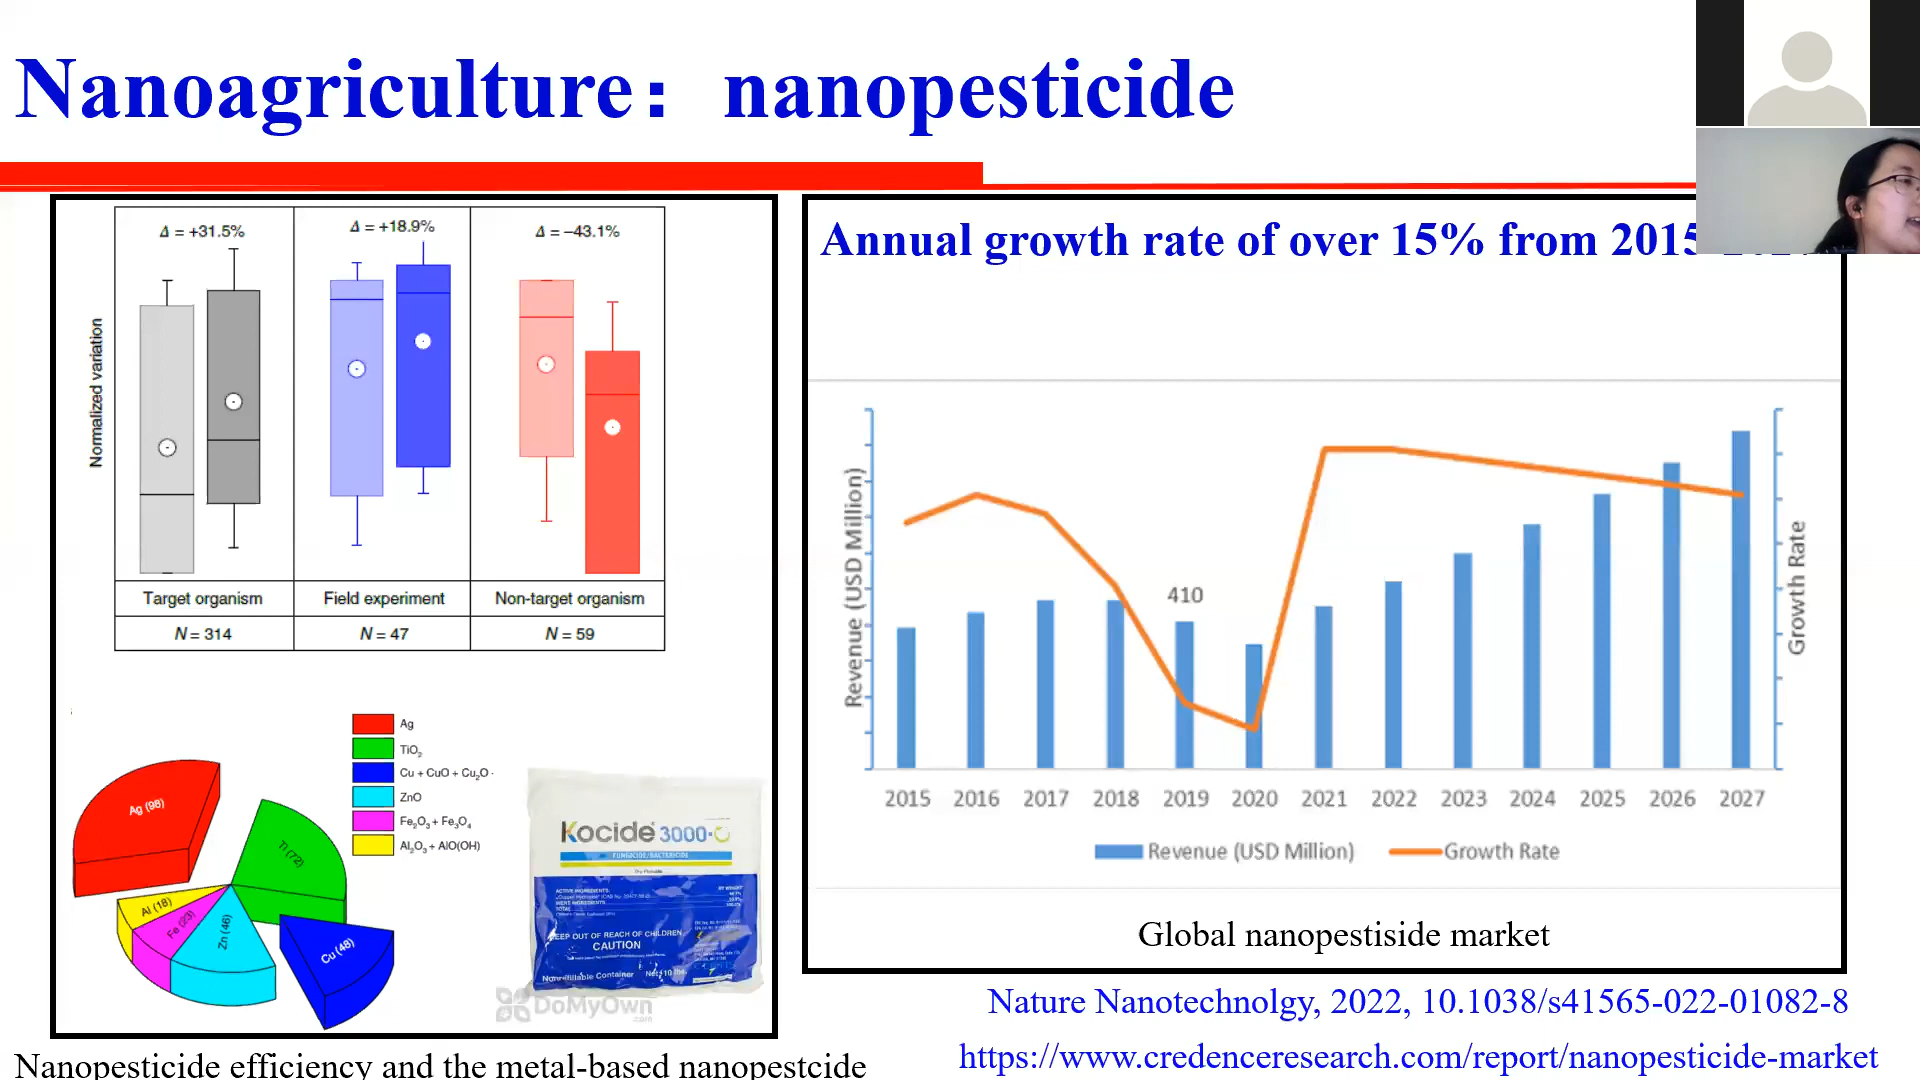 Nanoagriculture： nanopesticide
Δ = +31.5%
Δ = +18.9%
Δ = –43.1%
Normalized variation
Target organism
Field experiment
Non-target organism
N = 314
N = 47
N = 59
Ag
TiO2
Cu + CuO + Cu2O
ZnO
Fe2O3 + Fe3O4
Al2O3 + AlO(OH)
Ag (98)
Ti (72)
Al (18)
Fe (23)
Zn (46)
Cu (48)
Kocide 3000
FUNGICIDE/BACTERICIDE
ACTIVE INGREDIENTS:
TOTAL
KEEP OUT OF REACH OF CHILDREN
CAUTION
Nonrefillable Container
Net 10 lbs.
DoMyOwn
.com
Nanopesticide efficiency and the metal-based nanopestcide
Annual growth rate of over 15% from 2015
Revenue (USD Million)
Growth Rate
410
2015 2016 2017 2018 2019 2020 2021 2022 2023 2024 2025 2026 2027
Revenue (USD Million) Growth Rate
Global nanopestiside market
Nature Nanotechnolgy, 2022, 10.1038/s41565-022-01082-8
https://www.credenceresearch.com/report/nanopesticide-market